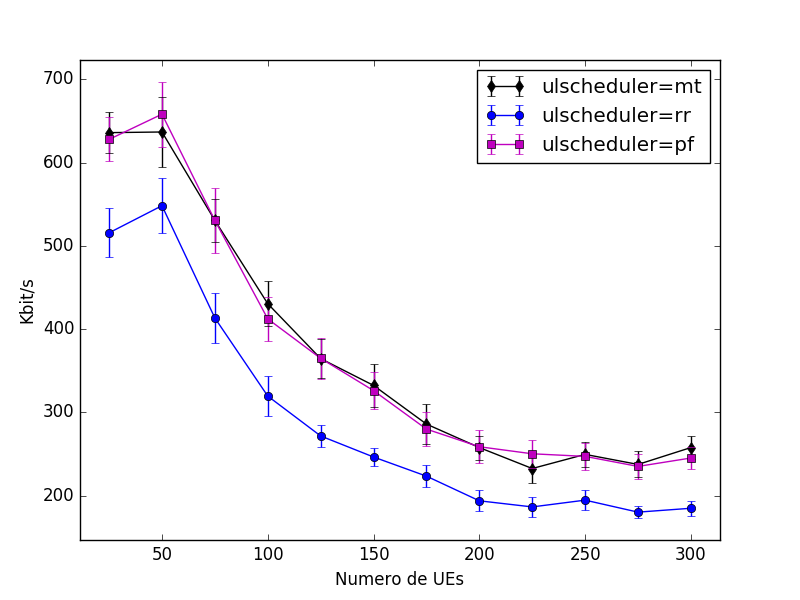 700
600
500
400
300
200
Kbit/s
ulscheduler=mt
ulscheduler=rr
ulscheduler=pf
50 100 150 200 250 300
Numero de UEs